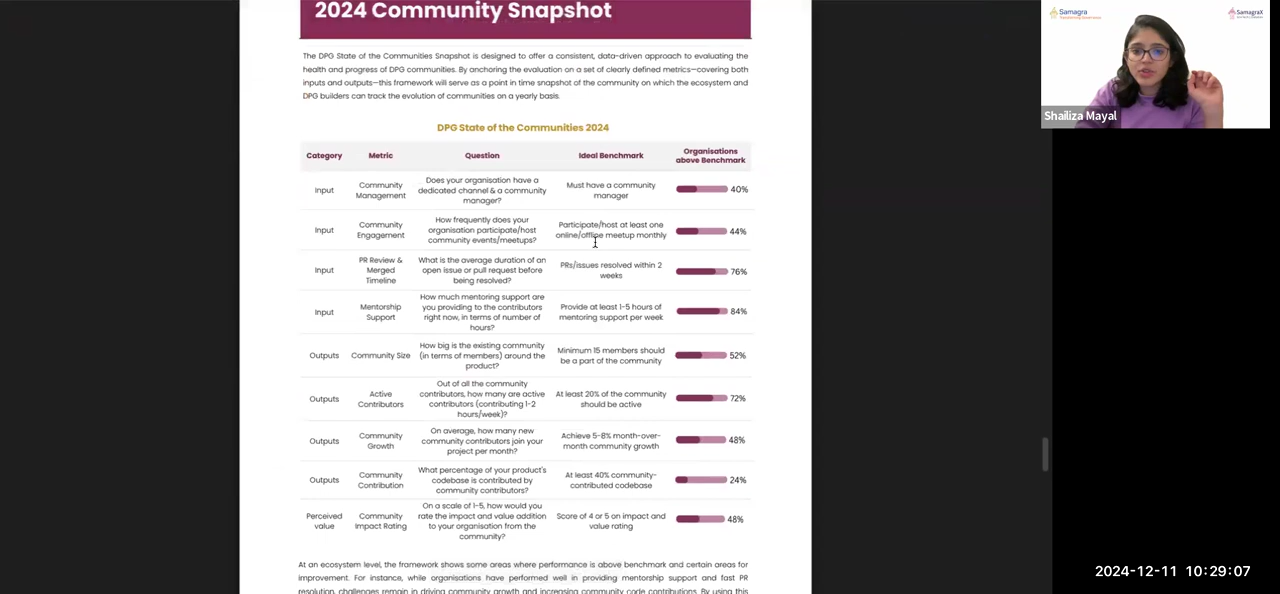 2024 Community Snapshot
The DPG State of the Communities Snapshot is designed to offer a consistent, data-driven approach to evaluating the
health and progress of DPG communities. By anchoring the evaluation on a set of clearly defined metrics—covering both
inputs and outputs—this framework will serve as a point in time snapshot of the community on which the ecosystem and
DPG builders can track the evolution of communities on a yearly basis.
DPG State of the Communities 2024
Category Metric Question Ideal Benchmark Organisations above Benchmark
Input
Community
Management
Does your organisation have a
dedicated channel & a community
manager?
Must have a community
manager
40%
Input
Community
Engagement
How frequently does your
organisation participate/host
community events/meetups?
Participate/host at least one
online/offline meetup monthly
44%
Input
PR Review &
Merged
Timeline
What is the average duration of an
open issue or pull request before
being resolved?
PRs/issues resolved within 2
weeks
76%
Input
Mentorship
Support
How much mentoring support are
you providing to the contributors
right now, in terms of number of
hours?
Provide at least 1-5 hours of
mentoring support per week
84%
Outputs
Community Size
How big is the existing community
(in terms of members) around the
product?
Minimum 15 members should
be a part of the community
52%
Outputs
Active
Contributors
Out of all the community
contributors, how many are active
contributors (contributing 1-2
hours/week)?
At least 20% of the community
should be active
72%
Outputs
Community
Growth
On average, how many new
community contributors join your
project per month?
Achieve 5-8% month-over-
month community growth
48%
Outputs
Community
Contribution
What percentage of your product's
codebase is contributed by
community contributors?
At least 40% community-
contributed codebase
24%
Perceived
value
Community
Impact Rating
On a scale of 1-5, how would you
rate the impact and value addition
to your organisation from the
community?
Score of 4 or 5 on impact and
value rating
48%
At an ecosystem level, the framework shows some areas where performance is above benchmark and certain areas for
improvement. For instance, while organisations have performed well in providing mentorship support and fast PR
resolution, challenges remain in driving community growth and increasing community code contributions. By using this
Samagra
SamagraX
Shailiza Mayal
2024-12-11 10:29:07